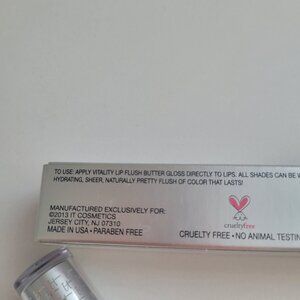 TO USE: APPLY VITALITY LIP FLUSH BUTTER GLOSS DIRECTLY TO LIPS. ALL SHADES CAN BE W
HYDRATING, SHEER, NATURALLY PRETTY FLUSH OF COLOR THAT LASTS!
crueltyfree
MANUFACTURED EXCLUSIVELY FOR:
©2013 IT COSMETICS
JERSEY CITY, NJ 07310
MADE IN USA • PARABEN FREE
CRUELTY FREE • NO ANIMAL TESTIN